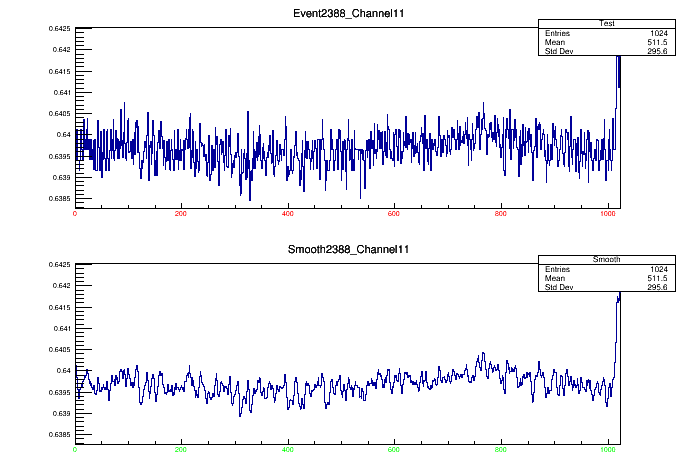 Event2388_Channel11
Test
Entries 1024
Mean 511.5
Std Dev 295.6
0.6425
0.642
0.6415
0.641
0.6405
0.64
0.6395
0.639
0.6385
0 200 400 600 800 1000
Smooth2388_Channel11
Smooth
Entries 1024
Mean 511.5
Std Dev 295.6
0.6425
0.642
0.6415
0.641
0.6405
0.64
0.6395
0.639
0.6385
0 200 400 600 800 1000